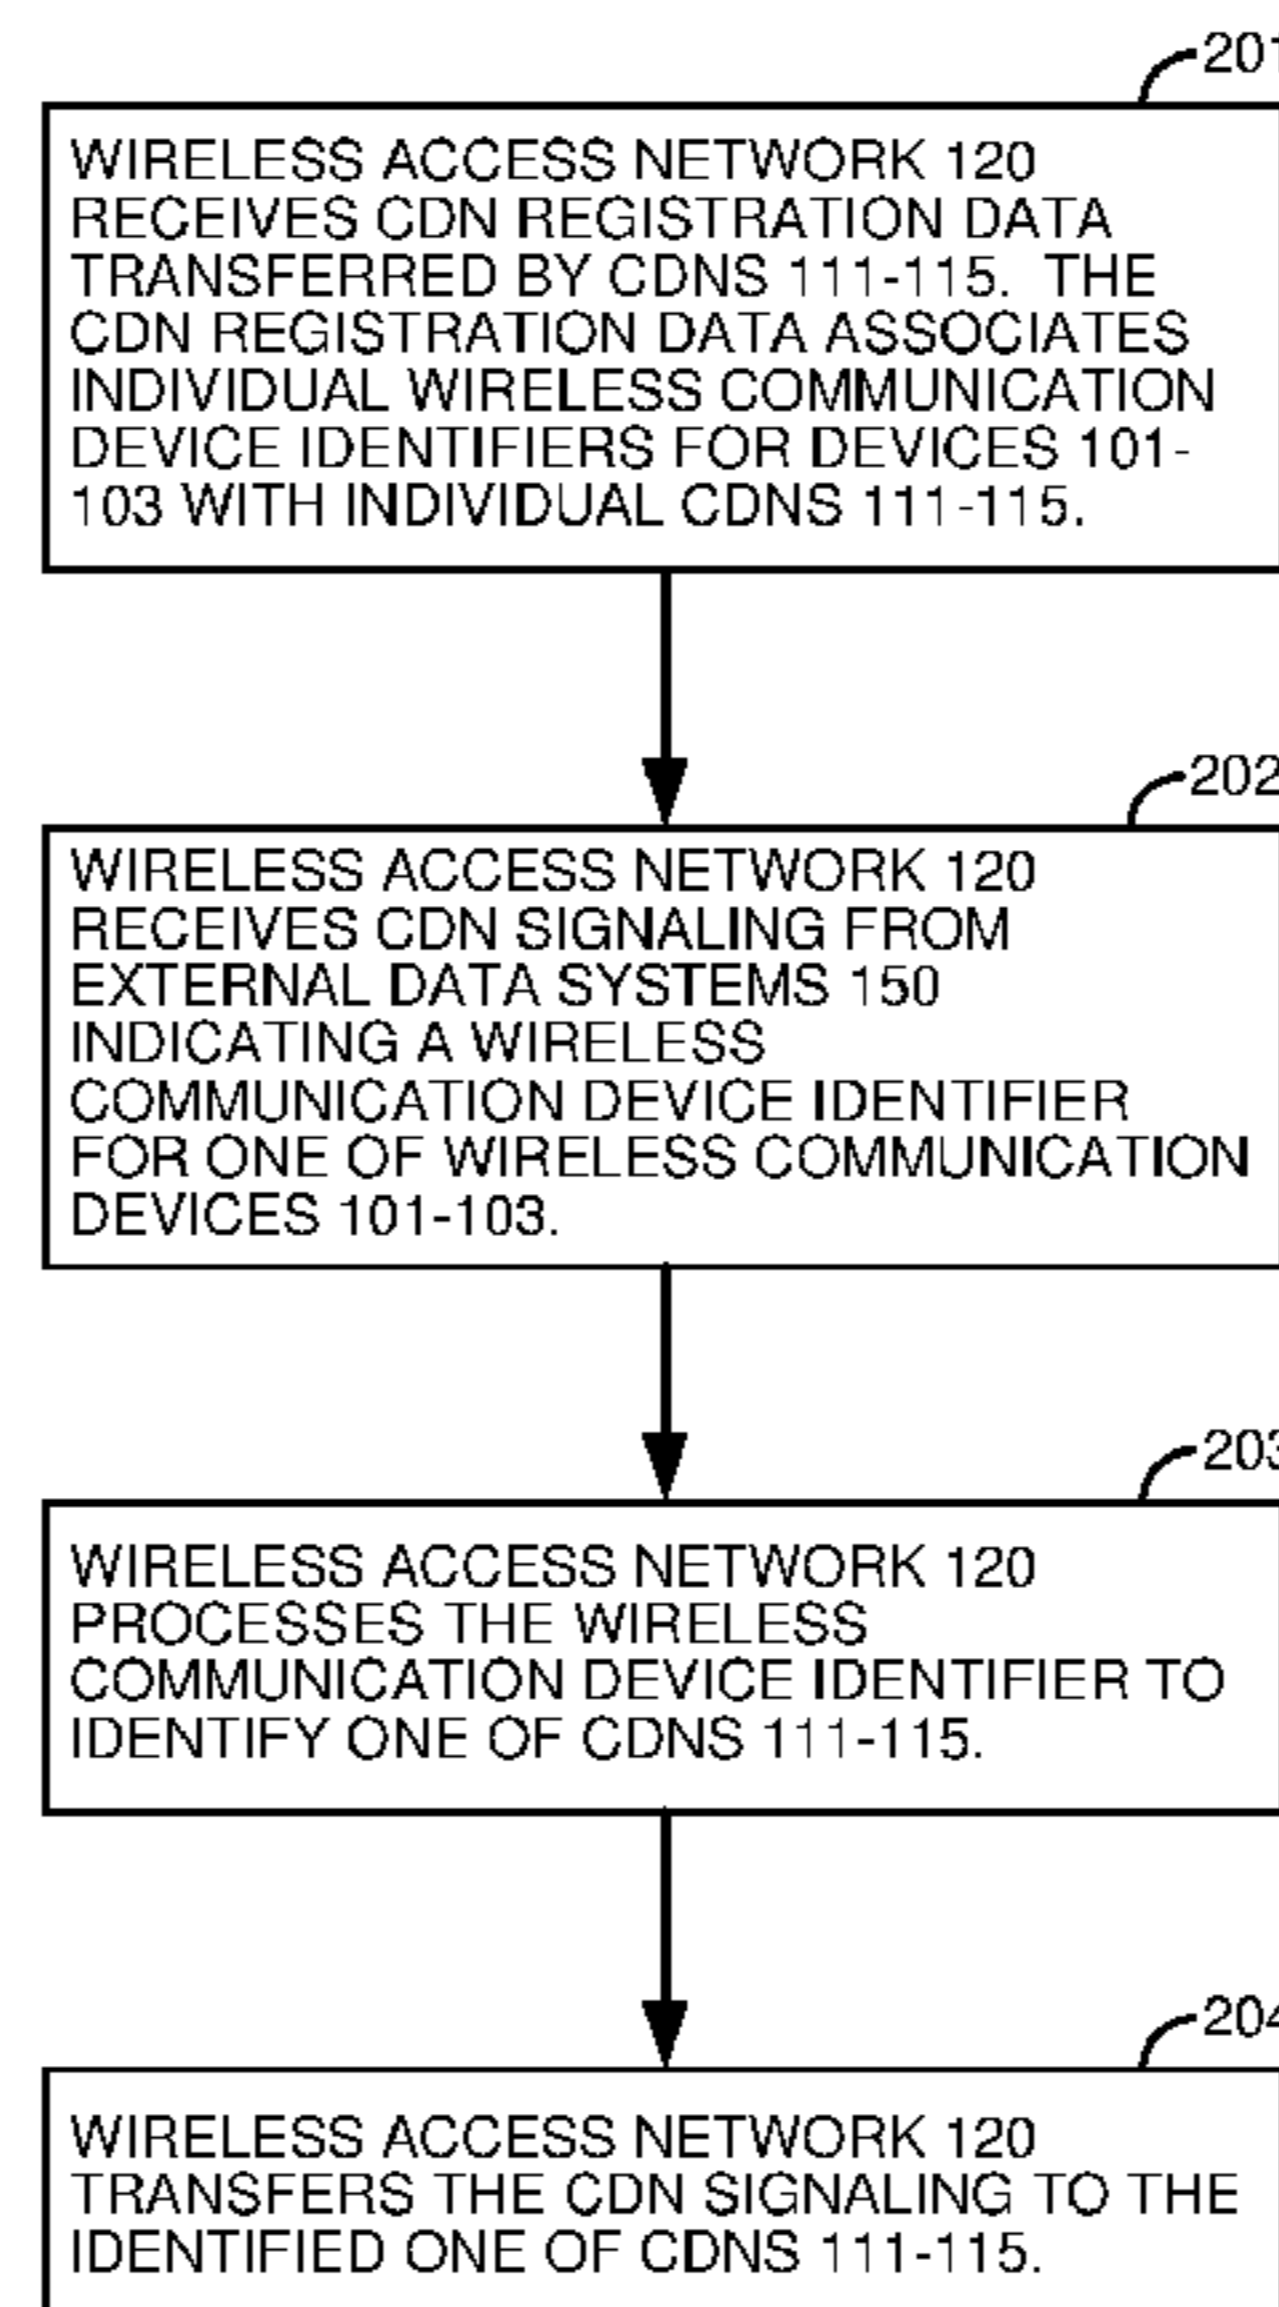 201
WIRELESS ACCESS NETWORK 120
RECEIVES CDN REGISTRATION DATA
TRANSFERRED BY CDNS 111-115. THE
CDN REGISTRATION DATA ASSOCIATES
INDIVIDUAL WIRELESS COMMUNICATION
DEVICE IDENTIFIERS FOR DEVICES 101-
103 WITH INDIVIDUAL CDNS 111-115.
202
WIRELESS ACCESS NETWORK 120
RECEIVES CDN SIGNALING FROM
EXTERNAL DATA SYSTEMS 150
INDICATING A WIRELESS
COMMUNICATION DEVICE IDENTIFIER
FOR ONE OF WIRELESS COMMUNICATION
DEVICES 101-103.
203
WIRELESS ACCESS NETWORK 120
PROCESSES THE WIRELESS
COMMUNICATION DEVICE IDENTIFIER TO
IDENTIFY ONE OF CDNS 111-115.
204
WIRELESS ACCESS NETWORK 120
TRANSFERS THE CDN SIGNALING TO THE
IDENTIFIED ONE OF CDNS 111-115.